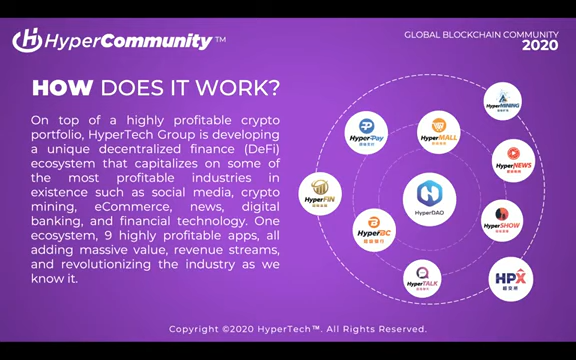 HyperCommunity™
GLOBAL BLOCKCHAIN COMMUNITY
2020
HOW DOES IT WORK?
On top of a highly profitable crypto
portfolio, HyperTech Group is developing
a unique decentralized finance (DeFi)
ecosystem that capitalizes on some of
the most profitable industries in
existence such as social media, crypto
mining, eCommerce, news, digital
banking, and financial technology. One
ecosystem, 9 highly profitable apps, all
adding massive value, revenue streams,
and revolutionizing the industry as we
know it.
HyperMINING
Hyper-Pay
HyperMALL
HyperNEWS
HyperFIN
HyperDAO
HyperBC
HyperSHOW
HyperTALK
HPX
Copyright ©2020 HyperTech™. All Rights Reserved.